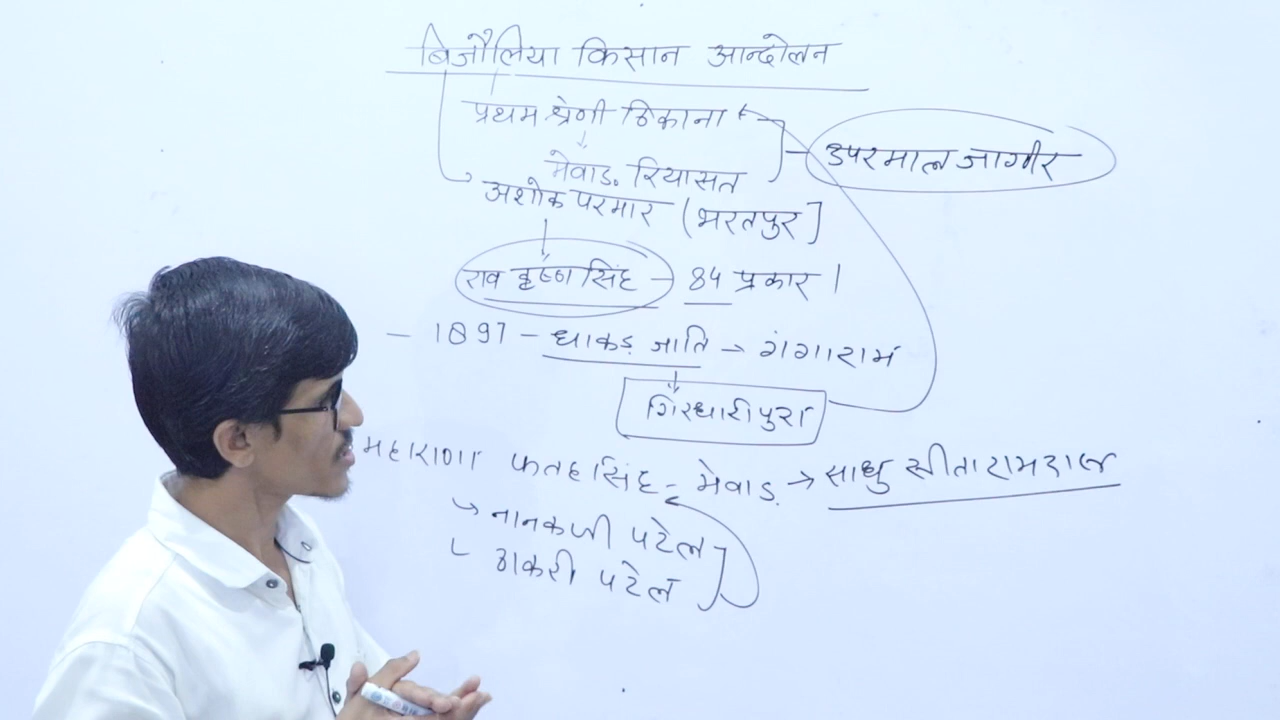 बिजौलिया किसान आन्दोलन
प्रथम श्रेणी ठिकाना
उपरमाल जागीर
मेवाड़ रियासत
अशोक परमार (भरतपुर]
राव कृष्ण सिंह - 84 प्रकार ।
- 1897 - धाकड़ जाति → गंगाराम
गिरधारीपुरा
महाराणा फतहसिंह = मेवाड़ → साधु सीतारामदास
↳ नानकजी पटेल
ठाकरी पटेल